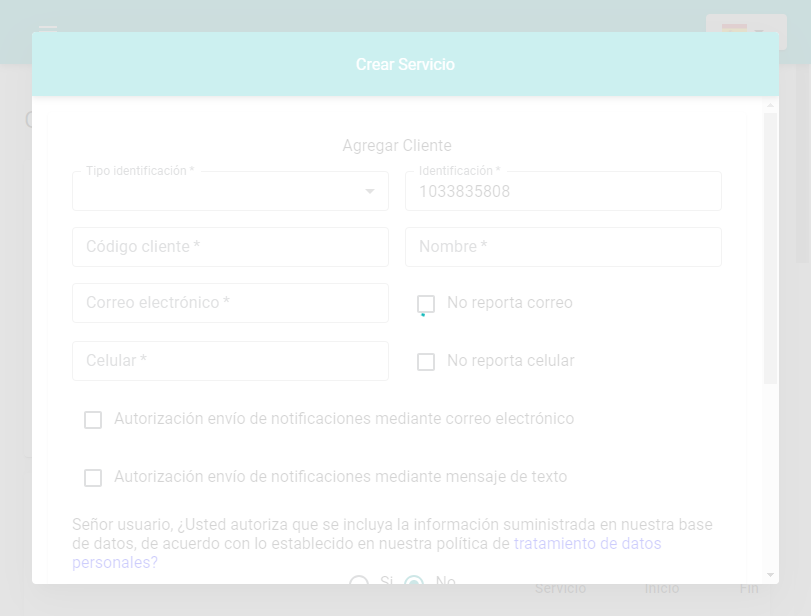 Crear Servicio
Agregar Cliente
Tipo identificación *
Identificación *
1033835808
Código cliente *
Nombre *
Correo electrónico *
No reporta correo
Celular *
No reporta celular
Autorización envío de notificaciones mediante correo electrónico
Autorización envío de notificaciones mediante mensaje de texto
Señor usuario, ¿Usted autoriza que se incluya la información suministrada en nuestra base
de datos, de acuerdo con lo establecido en nuestra política de tratamiento de datos
personales?
Si No
Servicio Inicio Fin